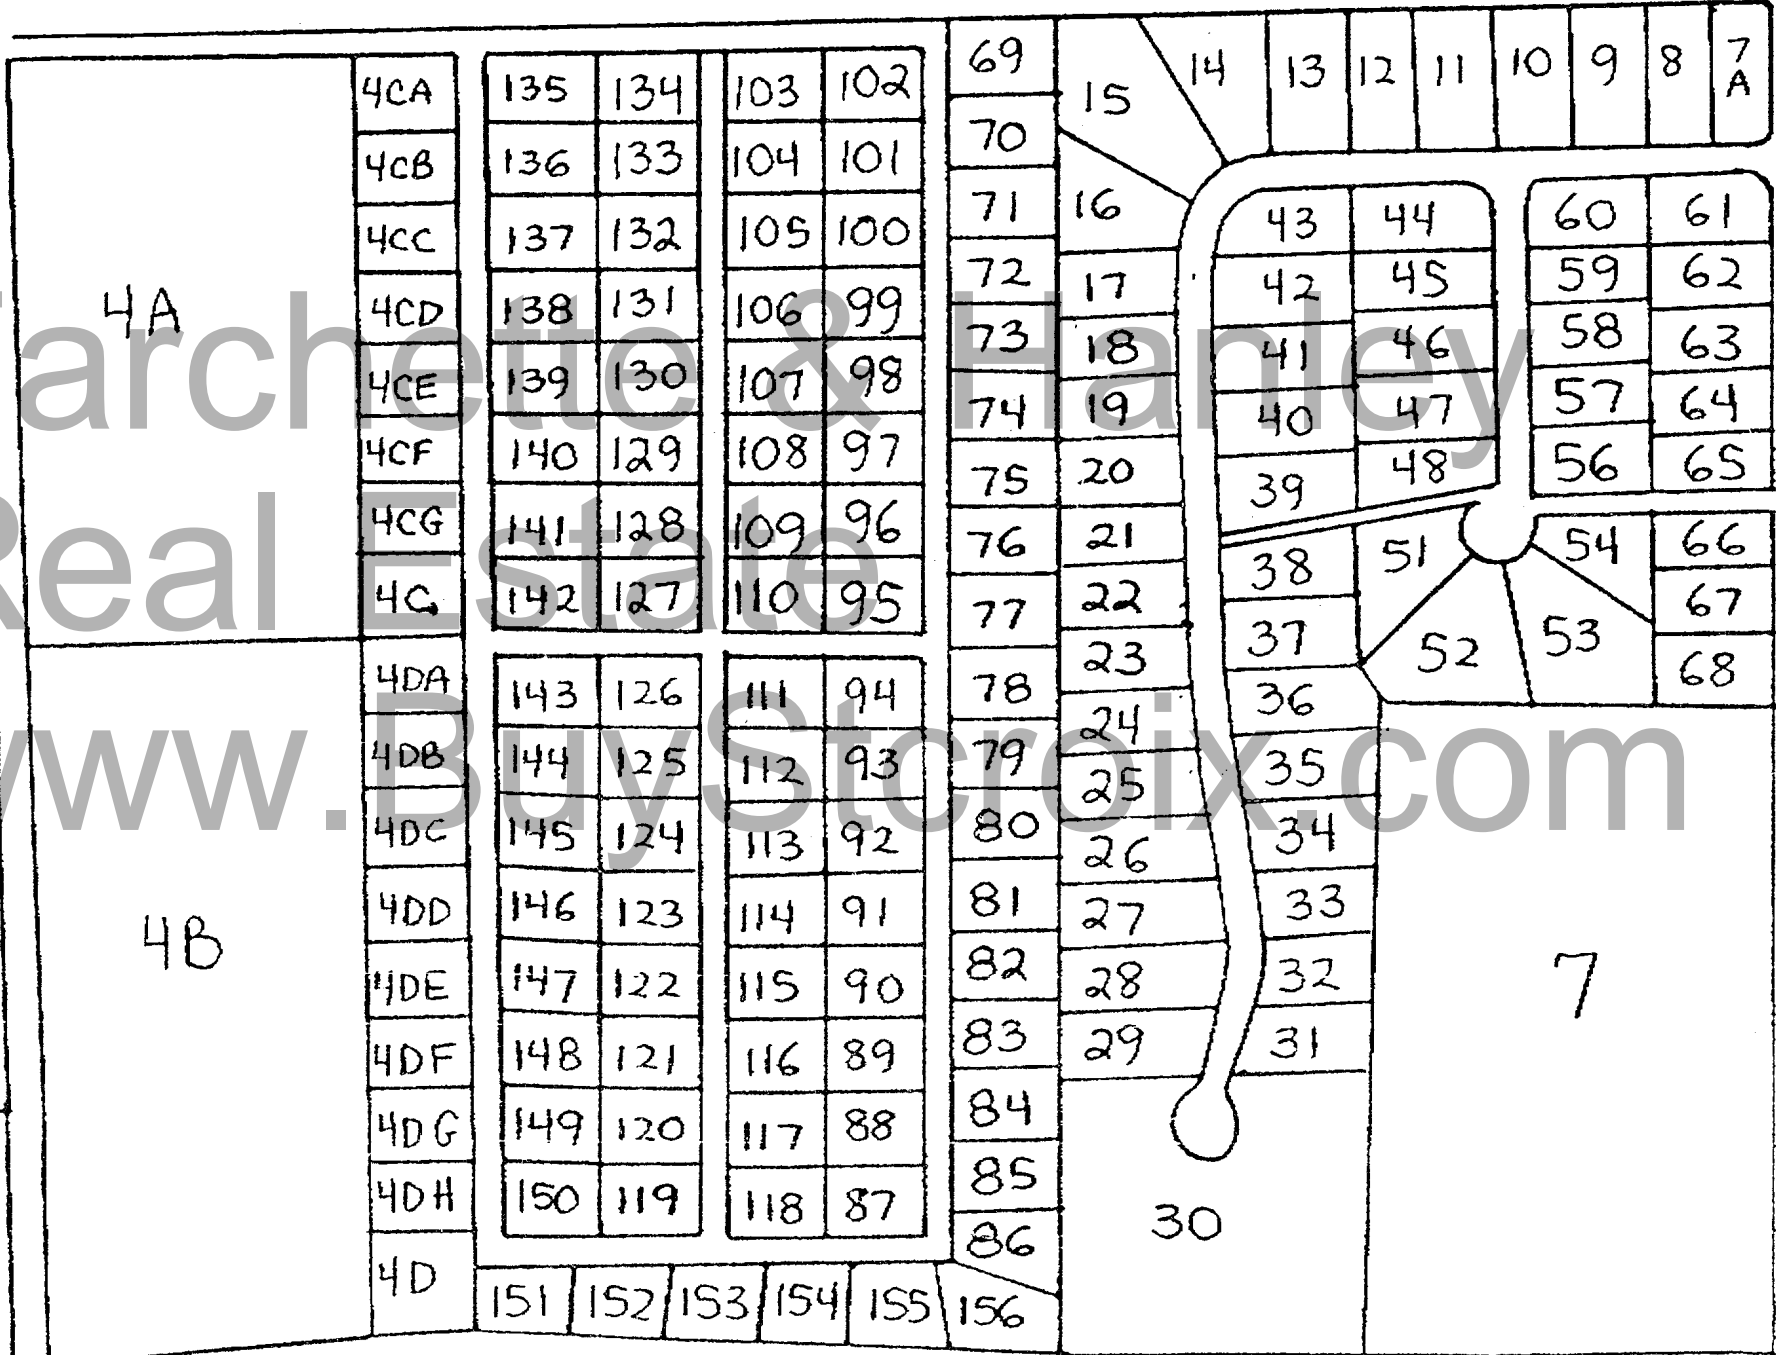 69 14 13 12 11 10 9 8 7A
4CA 135 134 103 102 15
4CB 136 133 104 101 70
4CC 137 132 105 100 71 16 43 44 60 61
4A 4CD 138 131 106 99 72 17 42 45 59 62
4CE 139 130 107 98 73 18 41 46 58 63
archette & Hanley
4CF 140 129 108 97 74 19 40 47 57 64
75 20 39 48 56 65
4CG 141 128 109 96 76 21 38 51 54 66
Real Estate
4C 142 127 110 95 77 22 37 52 53 67
4DA 143 126 111 94 78 23 36 68
4DB 144 125 112 93 79 24 35
www.BuyStcroix.com
4DC 145 124 113 92 80 25 34
4B 4DD 146 123 114 91 81 26 33
4DE 147 122 115 90 82 27 32 7
4DF 148 121 116 89 83 28 31
4DG 149 120 117 88 84 29
4DH 150 119 118 87 85 30
4D 86
151 152 153 154 155 156